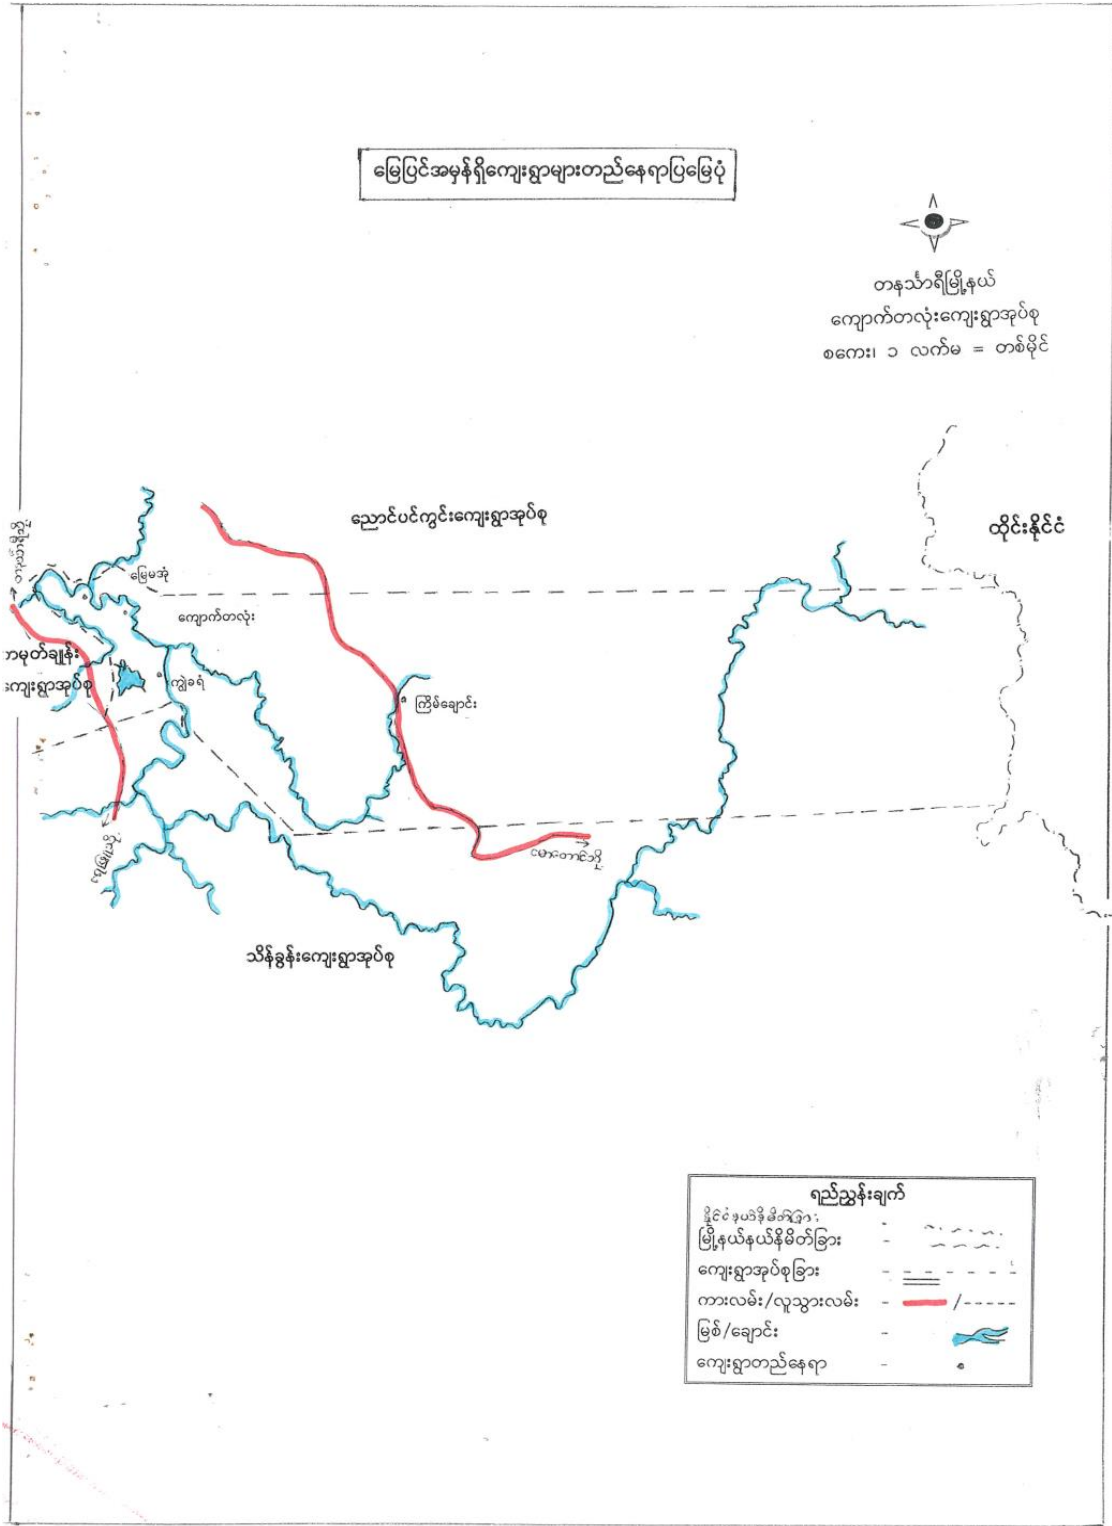 မြေပြင်အမှန်ရှိကျေးရွာများတည်နေရာပြမြေပုံ
တနင်္သာရီမြို့နယ်
ကျောက်တလုံးကျေးရွာအုပ်စု
စကေး၊ ၁ လက်မ = တစ်မိုင်
ညောင်ပင်ကွင်းကျေးရွာအုပ်စု
ထိုင်းနိုင်ငံ
မြေမအုံ
ကျောက်တလုံး
ကျွဲခရံ
ကျေးရွာအုပ်စု
ကြိမ်ချောင်း
သိန်ခွန်းကျေးရွာအုပ်စု
ရည်ညွှန်းချက်
မြို့နယ်နယ်နိမိတ်ခြား -
ကျေးရွာအုပ်စုခြား -
ကားလမ်း/လူသွားလမ်း - /-----
မြစ်/ချောင်း -
ကျေးရွာတည်နေရာ -